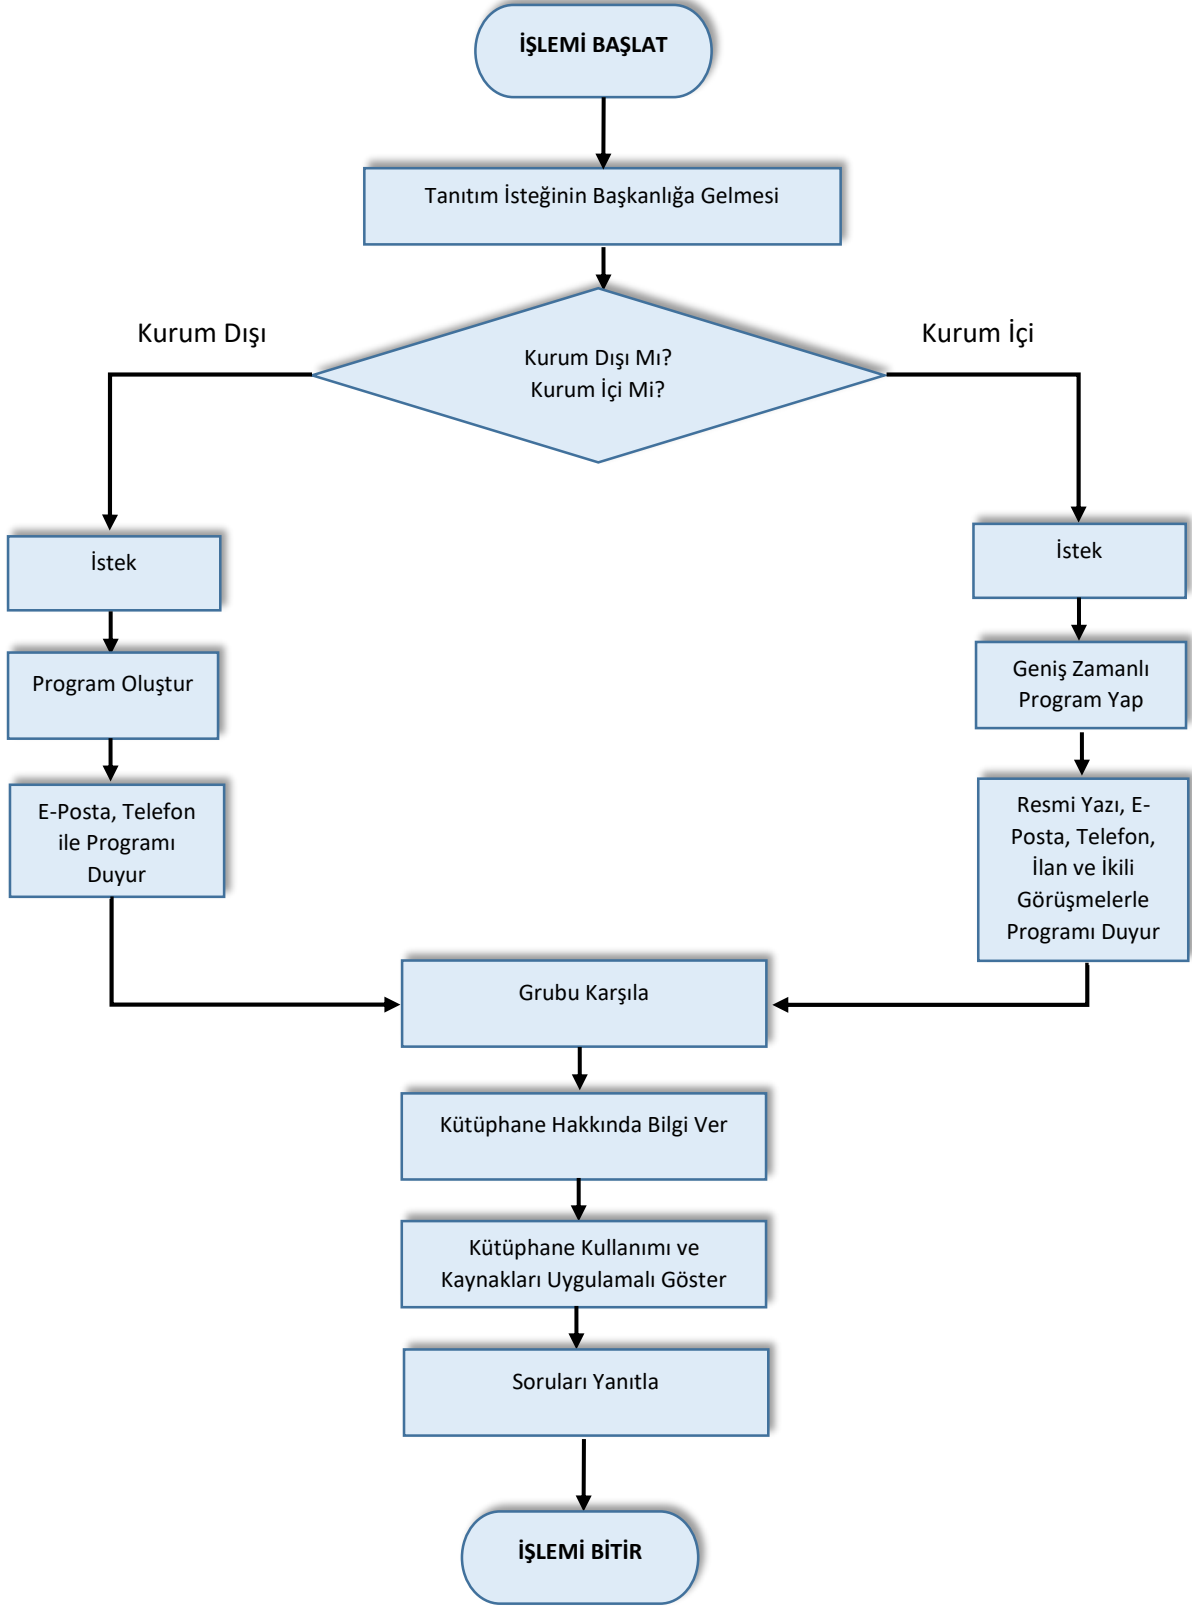 İŞLEMİ BAŞLAT
Tanıtım İsteğinin Başkanlığa Gelmesi
Kurum Dışı
Kurum İçi
Kurum Dışı Mı?
Kurum İçi Mi?
İstek
Program Oluştur
E-Posta, Telefon
ile Programı
Duyur
İstek
Geniş Zamanlı
Program Yap
Resmi Yazı, E-
Posta, Telefon,
İlan ve İkili
Görüşmelerle
Programı Duyur
Grubu Karşıla
Kütüphane Hakkında Bilgi Ver
Kütüphane Kullanımı ve
Kaynakları Uygulamalı Göster
Soruları Yanıtla
İŞLEMİ BİTİR